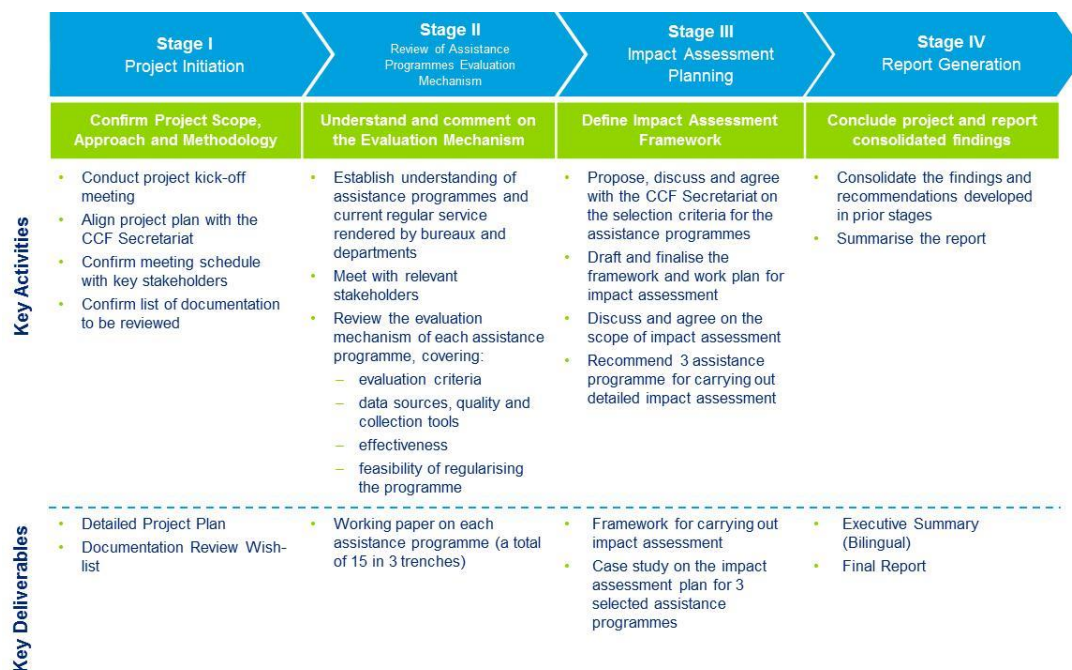 Stage I
Project Initiation
Stage II
Review of Assistance
Programmes Evaluation
Mechanism
Stage III
Impact Assessment
Planning
Stage IV
Report Generation
Confirm Project Scope,
Approach and Methodology
Understand and comment on
the Evaluation Mechanism
Define Impact Assessment
Framework
Conclude project and report
consolidated findings
Key Activities
• Conduct project kick-off
meeting
• Align project plan with the
CCF Secretariat
• Confirm meeting schedule
with key stakeholders
• Confirm list of documentation
to be reviewed
• Establish understanding of
assistance programmes and
current regular service
rendered by bureaux and
departments
• Meet with relevant
stakeholders
• Review the evaluation
mechanism of each assistance
programme, covering:
– evaluation criteria
– data sources, quality and
collection tools
– effectiveness
– feasibility of regularising
the programme
• Propose, discuss and agree
with the CCF Secretariat
on the selection criteria for the
assistance programmes
• Draft and finalise the
framework and work plan for
impact assessment
• Discuss and agree on the
scope of impact assessment
• Recommend 3 assistance
programme for carrying out
detailed impact assessment
• Consolidate the findings and
recommendations developed
in prior stages
• Summarise the report
Key Deliverables
• Detailed Project Plan
• Documentation Review Wish-
list
• Working paper on each
assistance programme (a total
of 15 in 3 trenches)
• Framework for carrying out
impact assessment
• Case study on the impact
assessment plan for 3
selected assistance
programmes
• Executive Summary
(Bilingual)
• Final Report